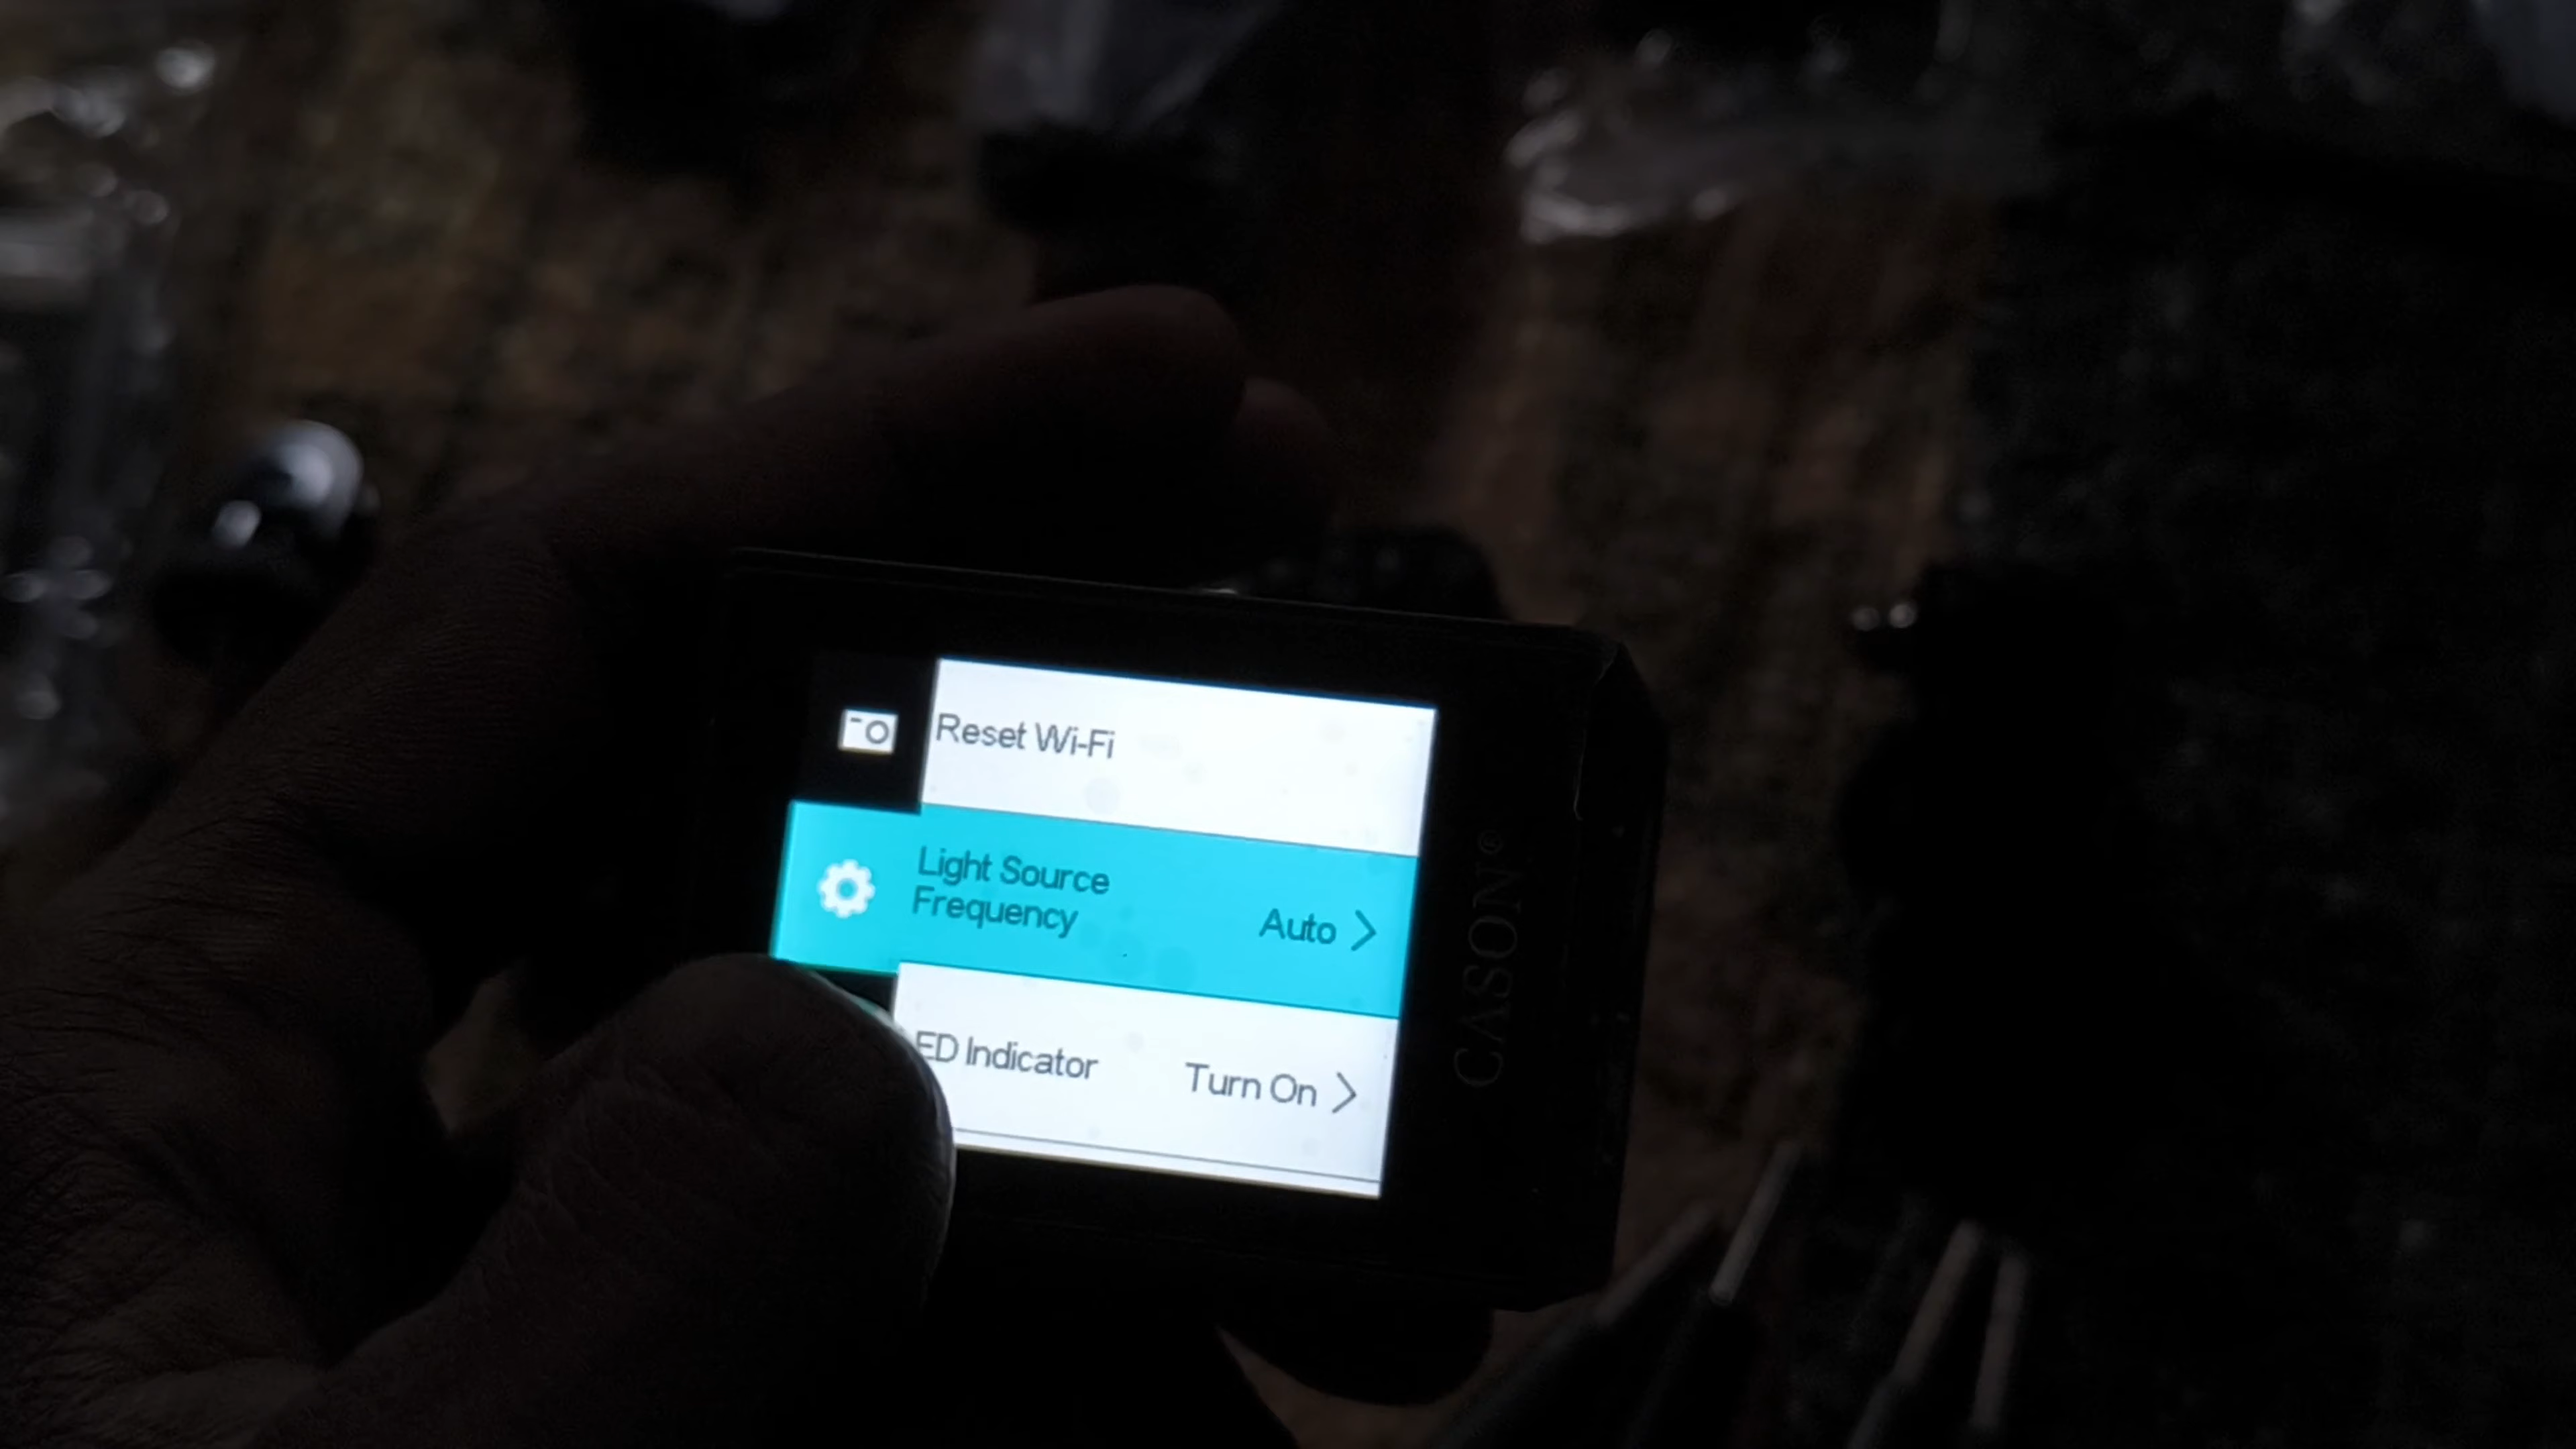 Reset Wi-Fi
Light Source
Frequency
Auto
ED Indicator
Turn On
CASON®